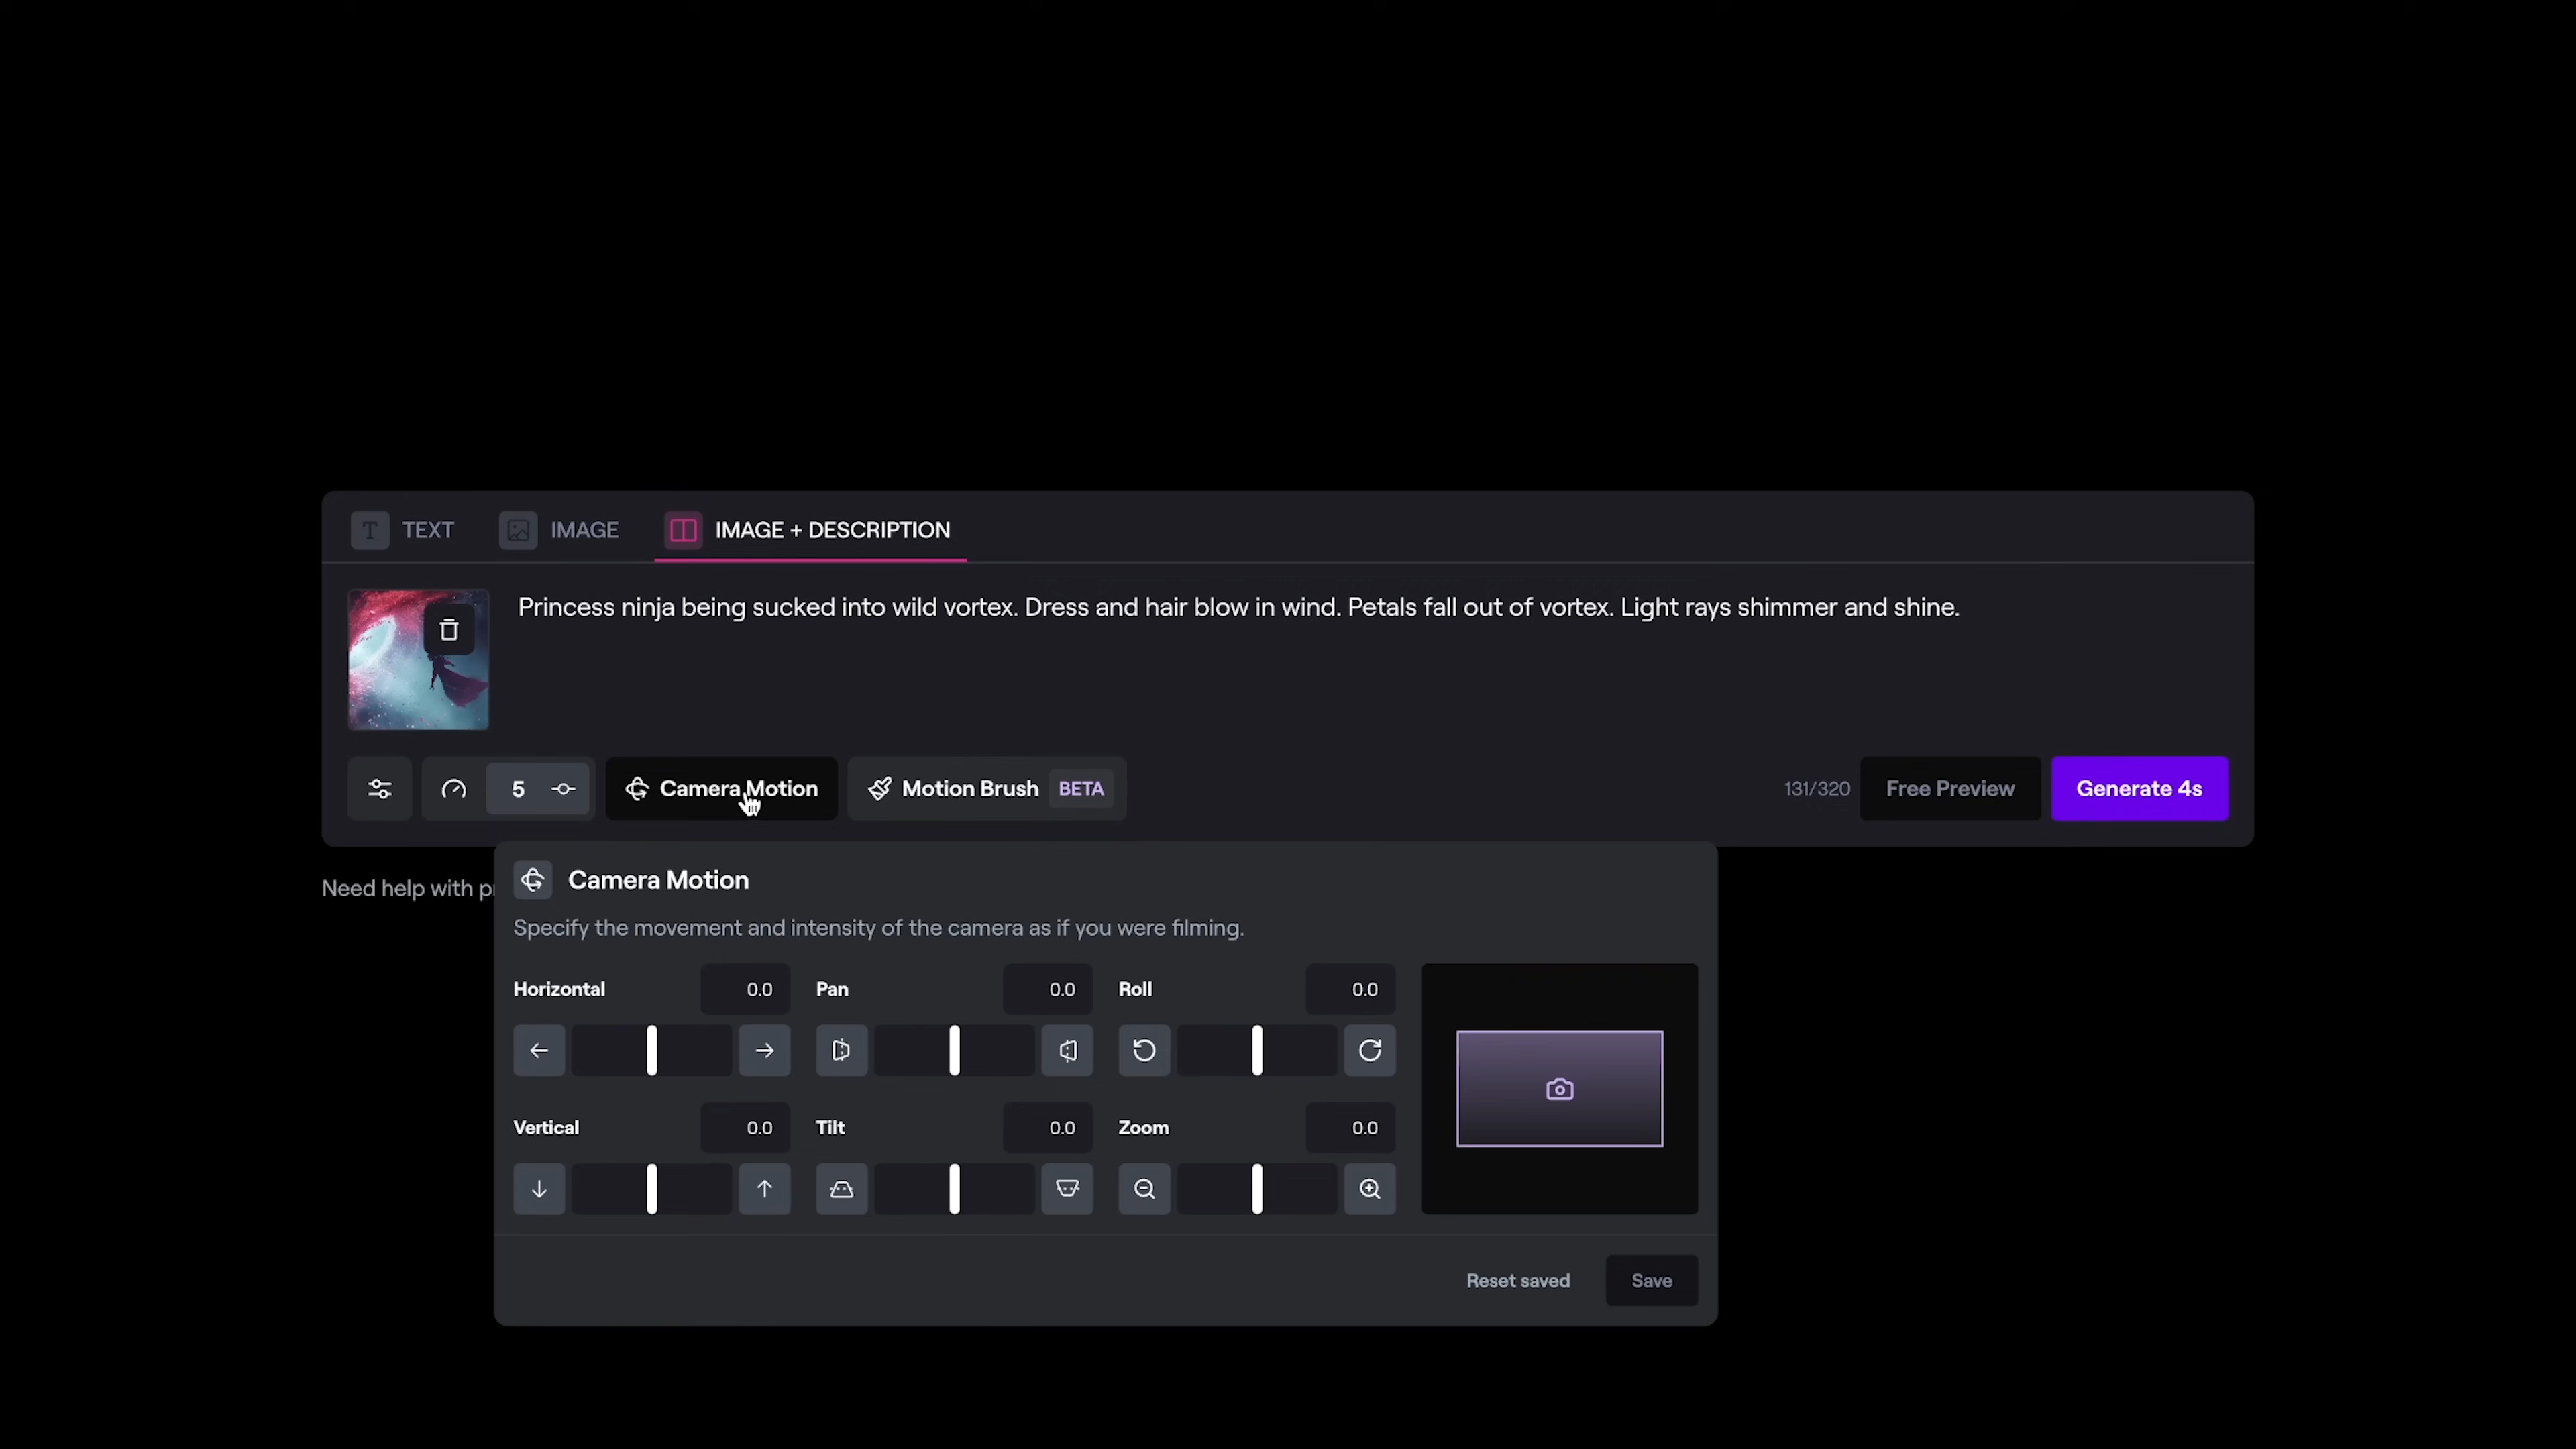 TEXT
IMAGE
IMAGE + DESCRIPTION
Princess ninja being sucked into wild vortex. Dress and hair blow in wind. Petals fall out of vortex. Light rays shimmer and shine.
5
Camera Motion
Motion Brush BETA
131/320
Free Preview
Generate 4s
Need help with
Camera Motion
Specify the movement and intensity of the camera as if you were filming.
Horizontal 0.0
Pan 0.0
Roll 0.0
Vertical 0.0
Tilt 0.0
Zoom 0.0
Reset saved
Save